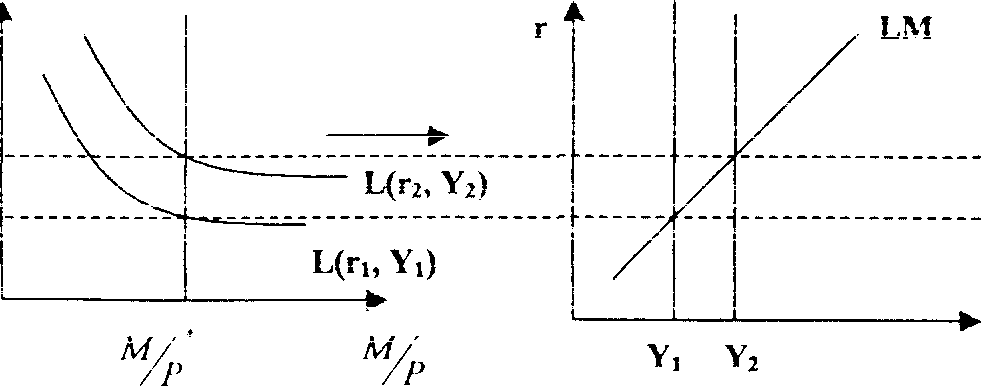 r
LM
L(r₂, Y₂)
L(r₁, Y₁)
M/P*
M/P
Y₁
Y₂